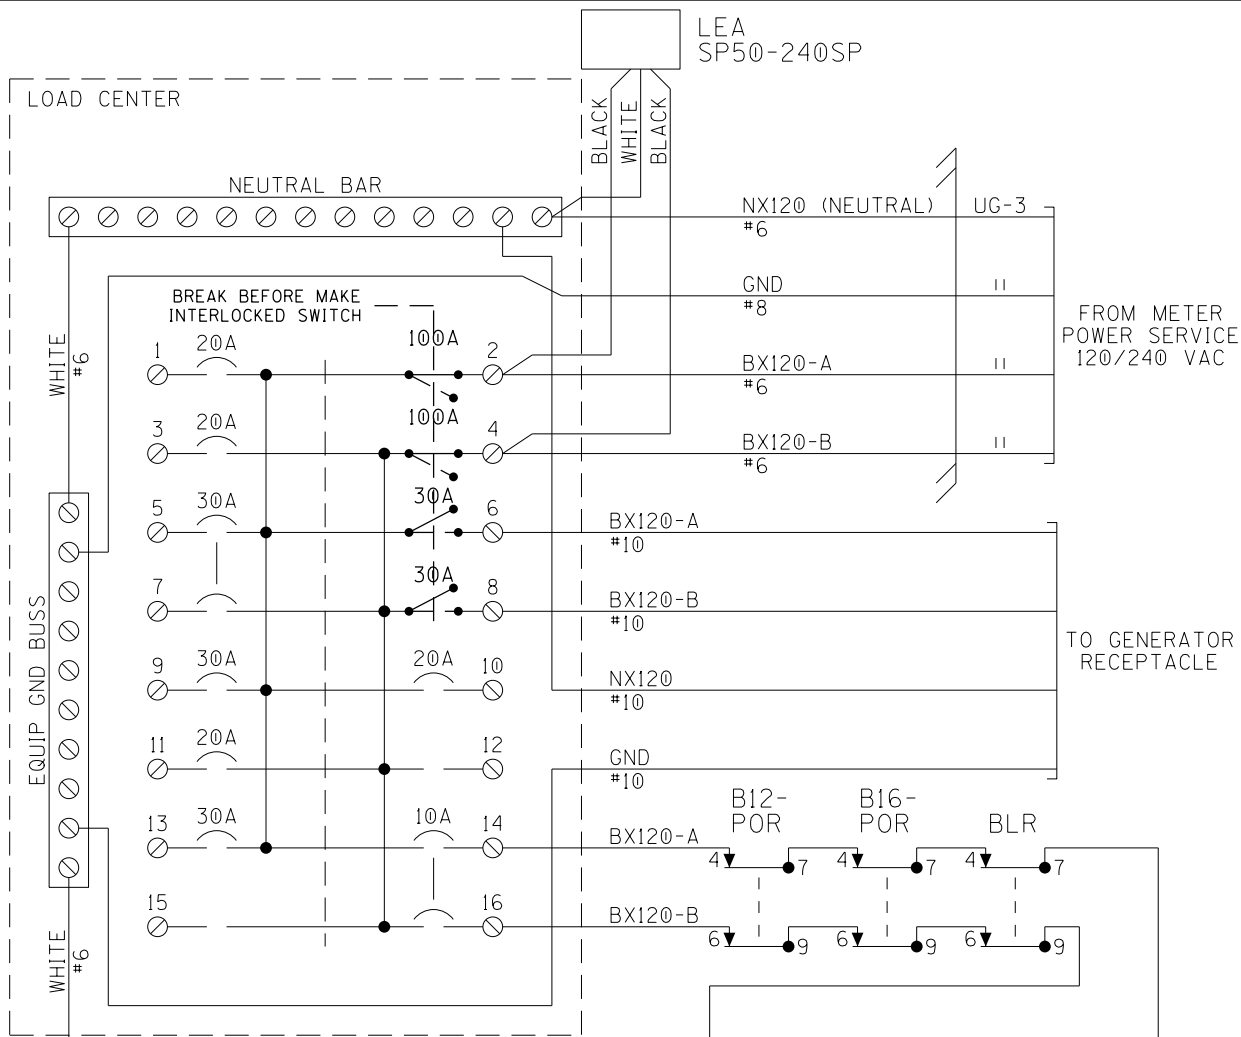 LEA
SP50-240SP
LOAD CENTER
BLACK
WHITE
BLACK
NEUTRAL BAR
NX120 (NEUTRAL)
#6
UG-3
GND
#8
"
BX120-A
#6
"
BX120-B
#6
"
FROM METER
POWER SERVICE
120/240 VAC
BREAK BEFORE MAKE
INTERLOCKED SWITCH
WHITE
#6
1
20A
100A
2
3
20A
100A
4
5
30A
30A
6
BX120-A
#10
7
30A
8
BX120-B
#10
9
30A
20A
10
NX120
#10
11
20A
12
GND
#10
TO GENERATOR
RECEPTACLE
EQUIP GND BUSS
13
30A
10A
14
BX120-A
15
16
BX120-B
B12-
POR
B16-
POR
BLR
4
7
4
7
4
7
6
9
6
9
6
9
WHITE
#6